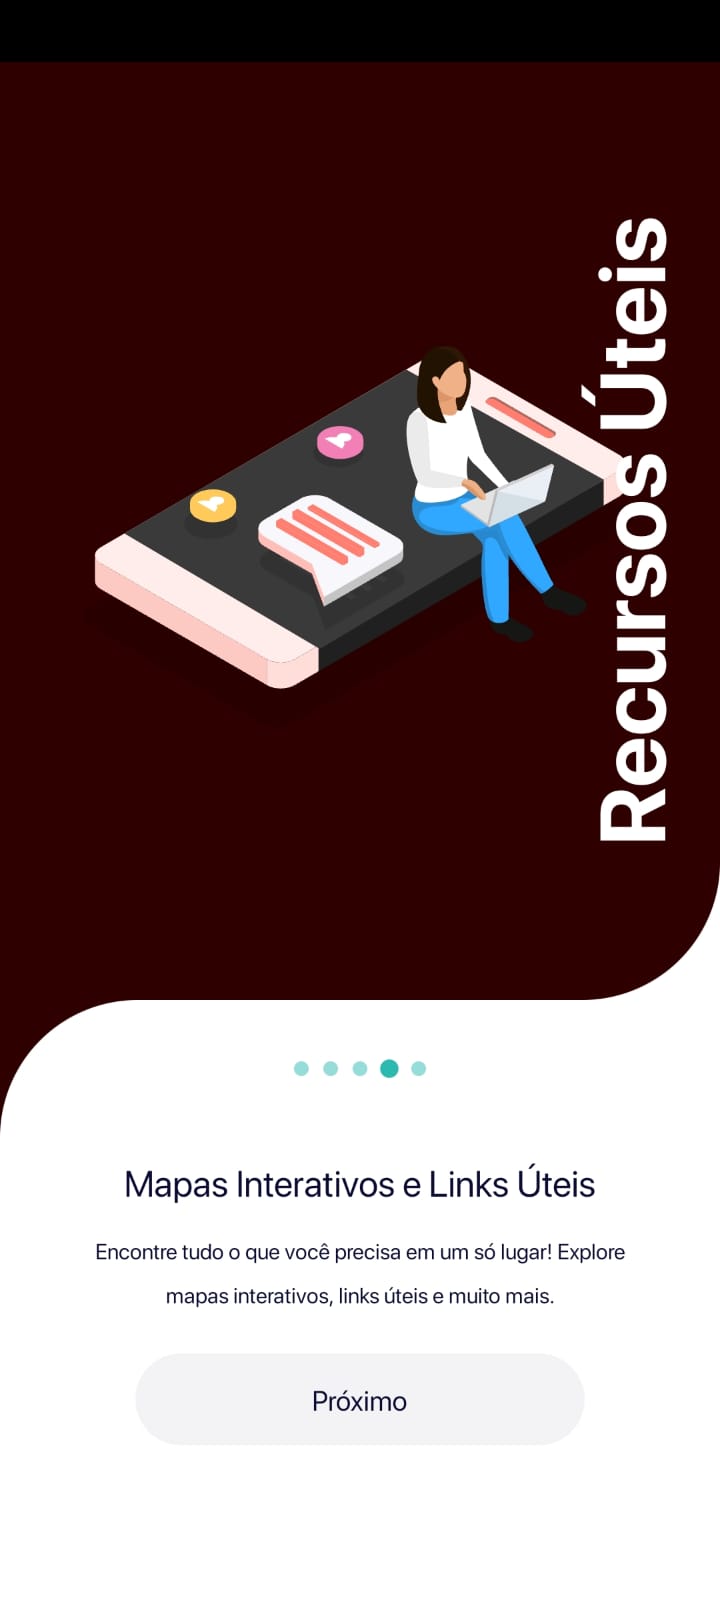 Recursos Úteis
Mapas Interativos e Links Úteis
Encontre tudo o que você precisa em um só lugar! Explore
mapas interativos, links úteis e muito mais.
Próximo